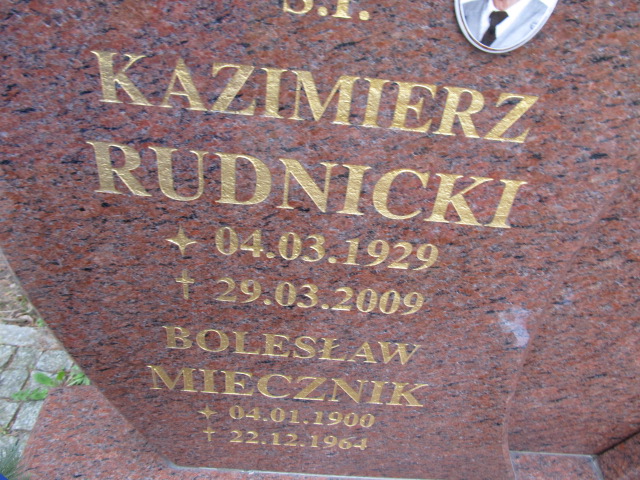 Ś.P.
KAZIMIERZ
RUDNICKI
✦ 04.03.1929
† 29.03.2009
BOLESŁAW
MIECZNIK
✦ 04.01.1900
† 22.12.1964